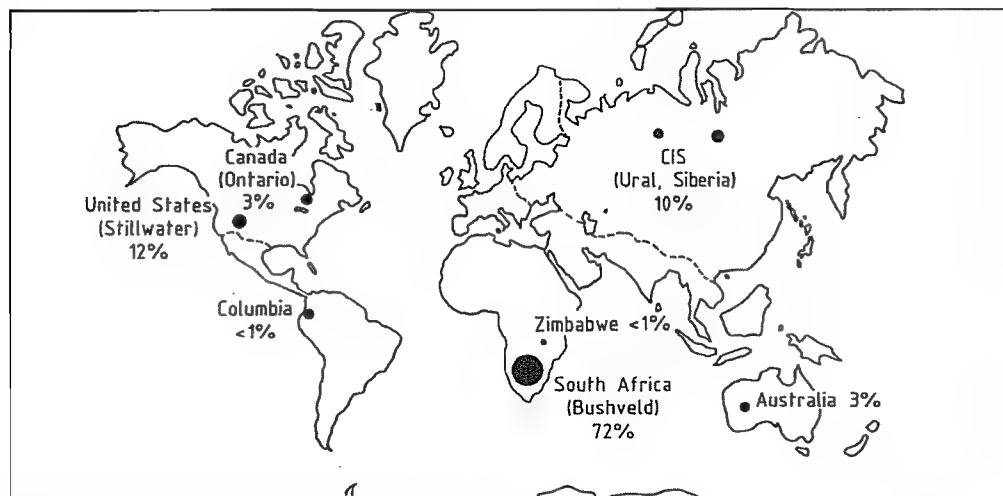 Canada
(Ontario)
3%
United States
(Stillwater)
12%
Columbia
<1%
CIS
(Ural, Siberia)
10%
Zimbabwe <1%
South Africa
(Bushveld)
72%
Australia 3%